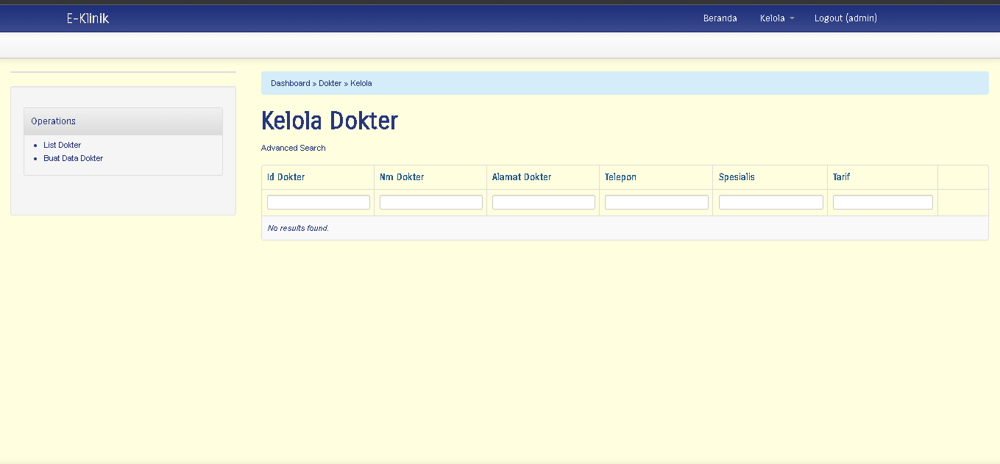 E-Klinik
Beranda
Kelola
Logout (admin)
Operations
List Dokter
Buat Data Dokter
Dashboard » Dokter » Kelola
Kelola Dokter
Advanced Search
Id Dokter
Nm Dokter
Alamat Dokter
Telepon
Spesialis
Tarif
No results found.